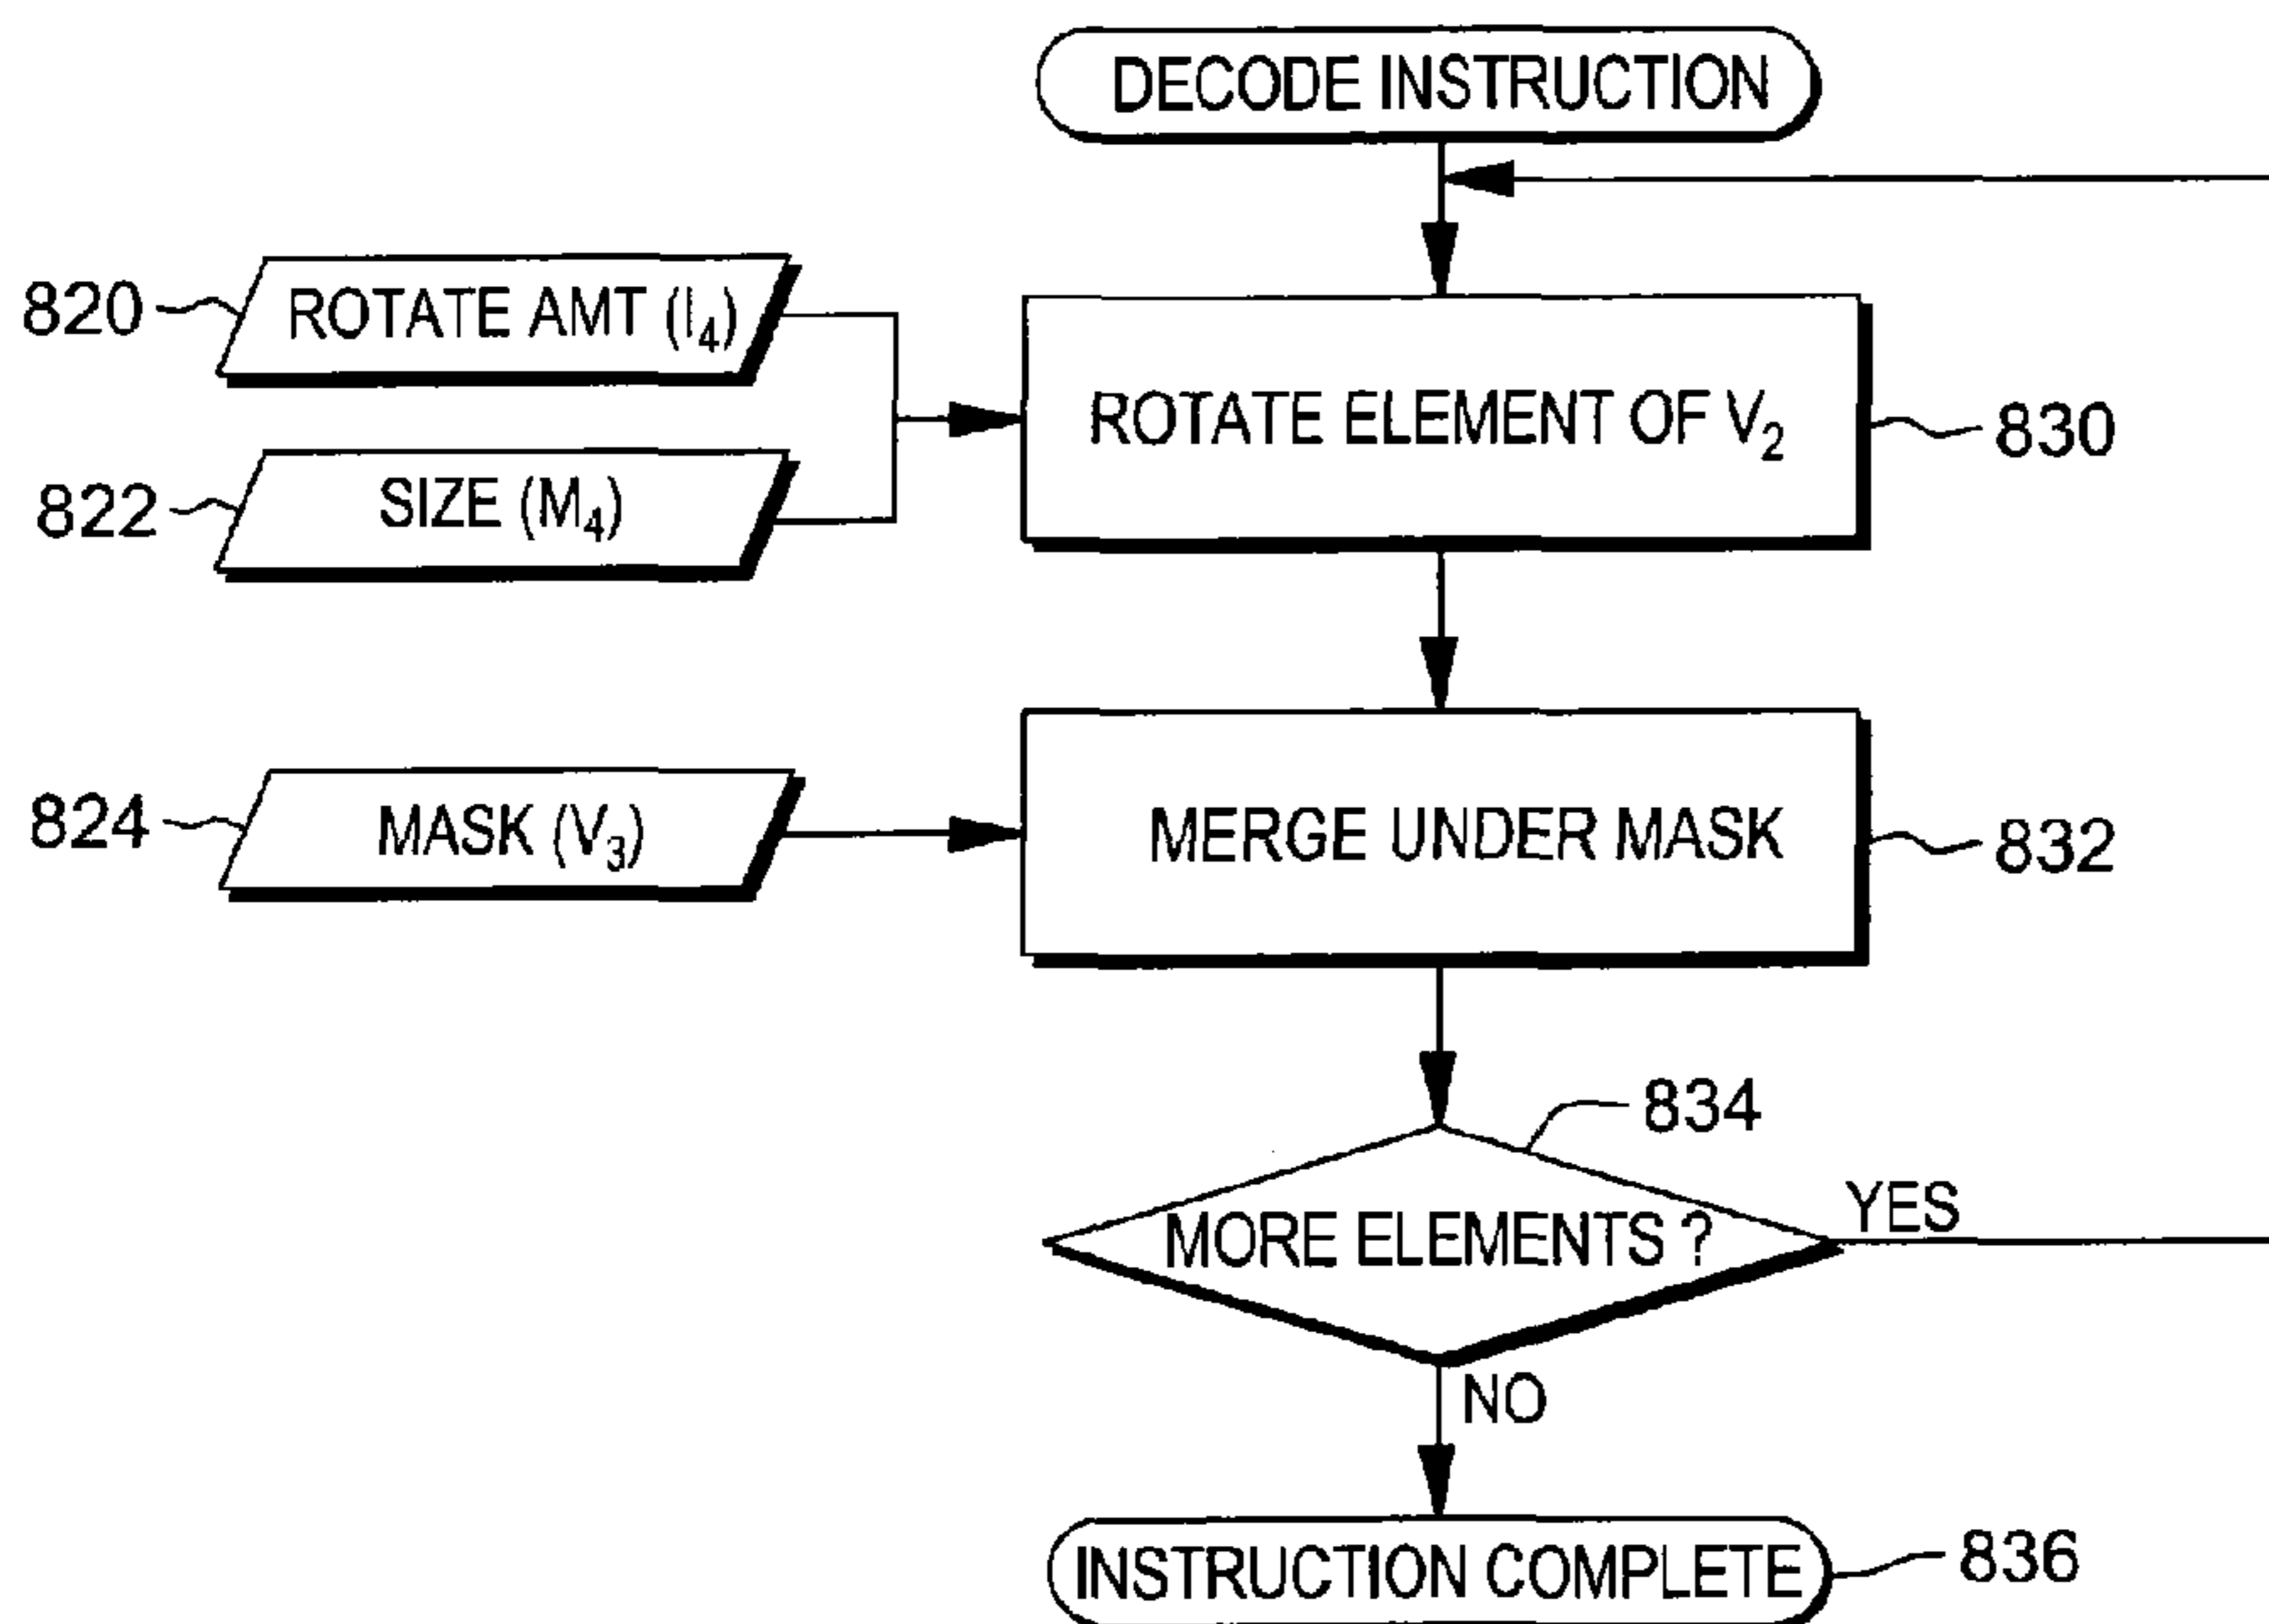 DECODE INSTRUCTION
820
ROTATE AMT (I₄)
822
SIZE (M₄)
ROTATE ELEMENT OF V₂
830
824
MASK (V₃)
MERGE UNDER MASK
832
834
MORE ELEMENTS ?
YES
NO
INSTRUCTION COMPLETE
836